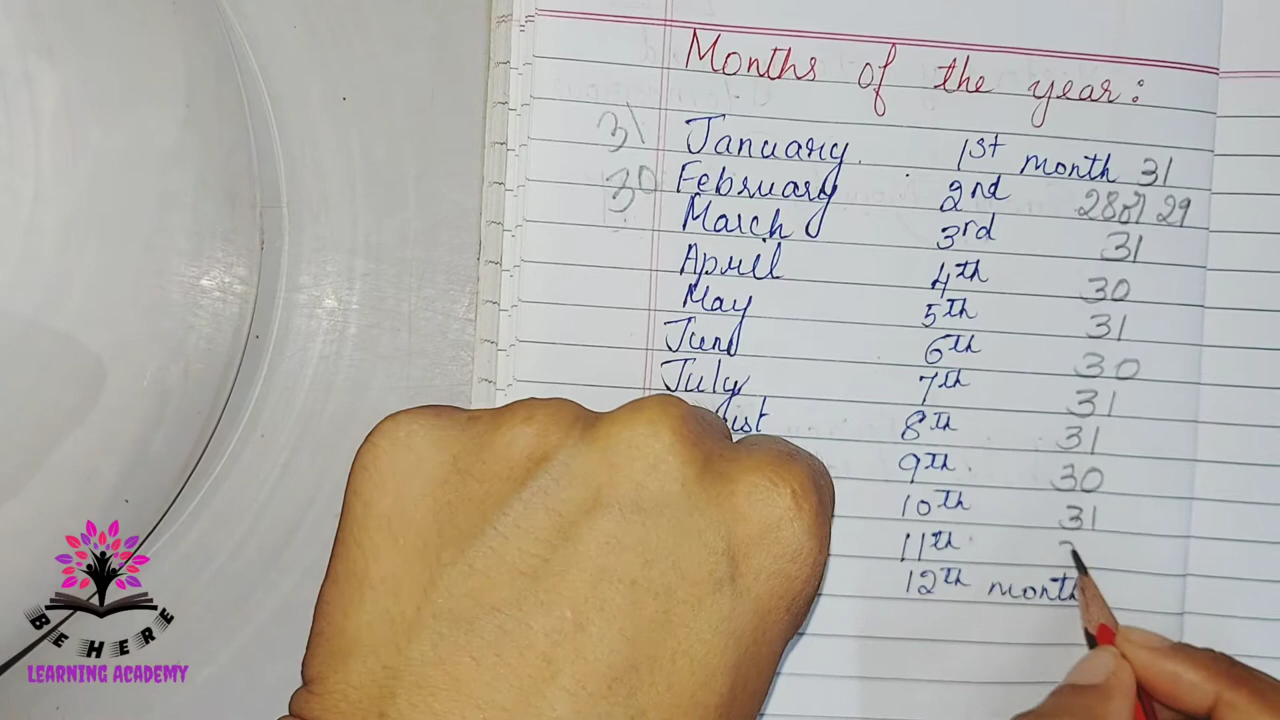 Months of the year:
31 January 1st month 31
30 February 2nd 28 or 29
March 3rd 31
April 4th 30
May 5th 31
June 6th 30
July 7th 31
ust 8th 31
9th 30
10th 31
11th
12th month
BE HERE
LEARNING ACADEMY